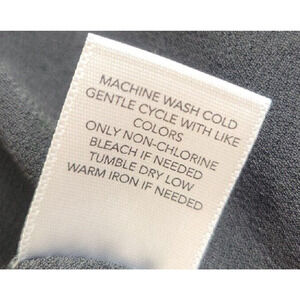 MACHINE WASH COLD
GENTLE CYCLE WITH LIKE
COLORS
ONLY NON-CHLORINE
BLEACH IF NEEDED
TUMBLE DRY LOW
WARM IRON IF NEEDED